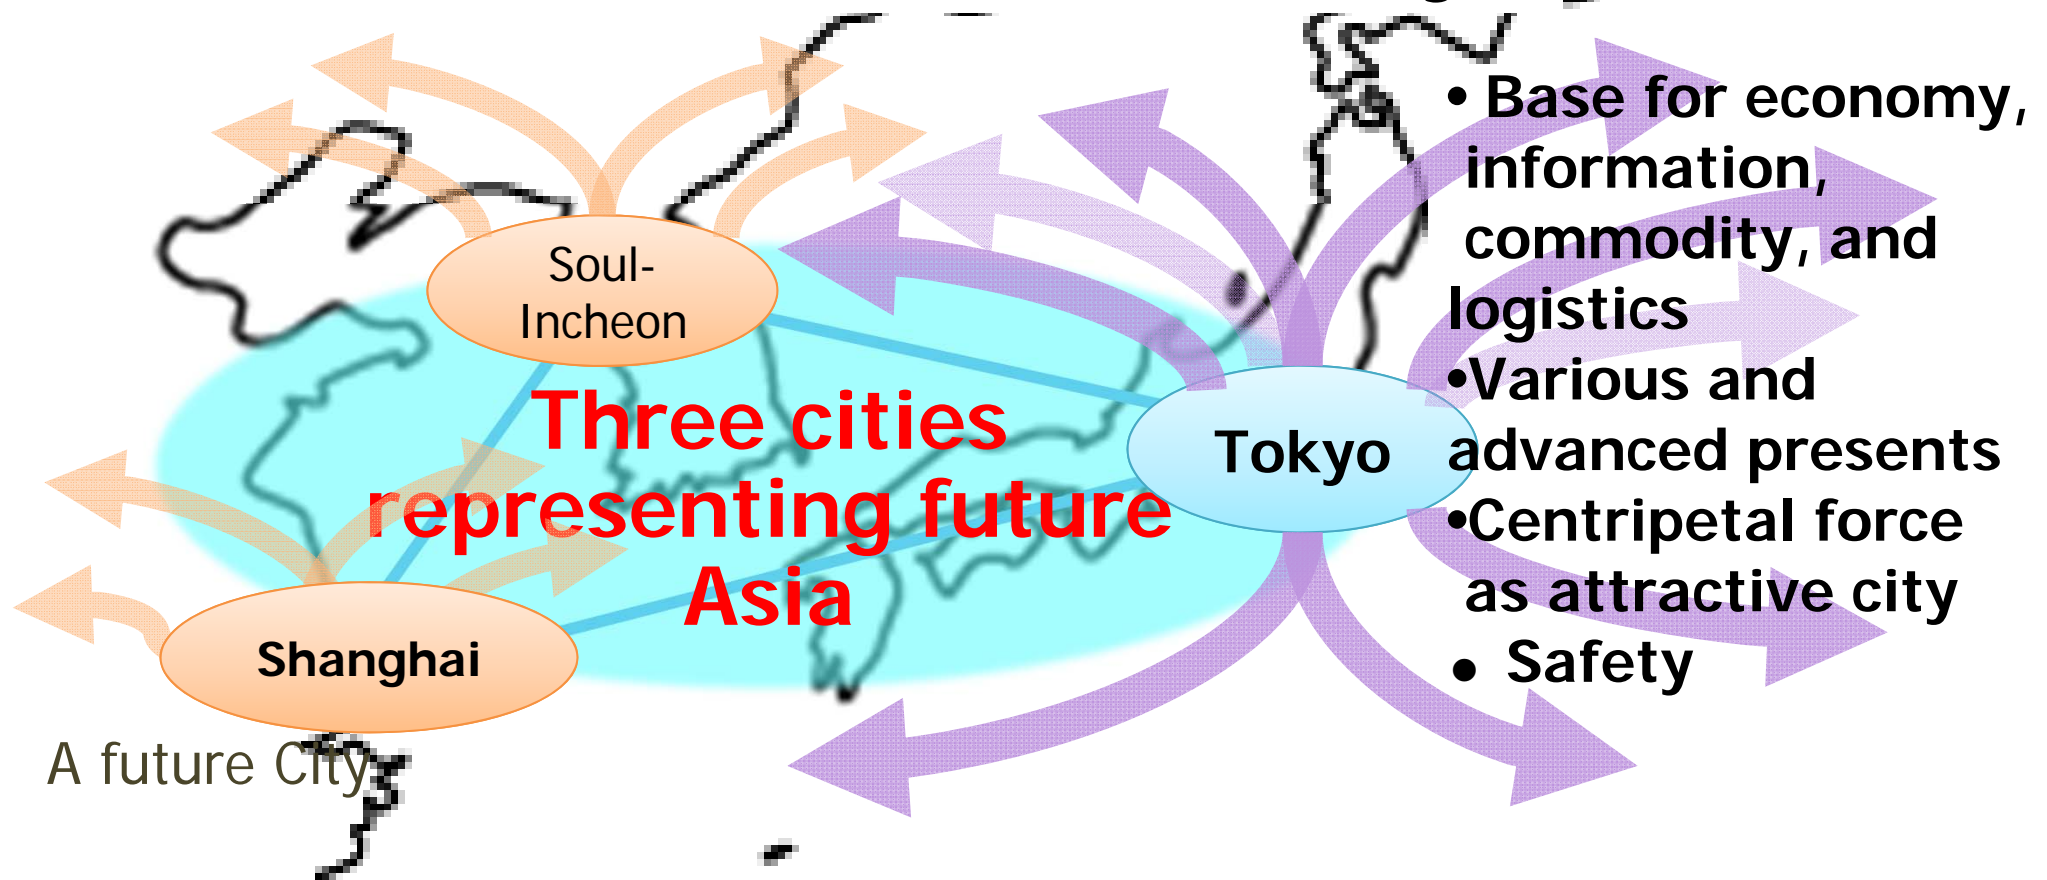 Soul-
Incheon
Three cities
representing future
Asia
Tokyo
Shanghai
A future City
• Base for economy,
information,
commodity, and
logistics
•Various and
advanced presents
•Centripetal force
as attractive city
• Safety